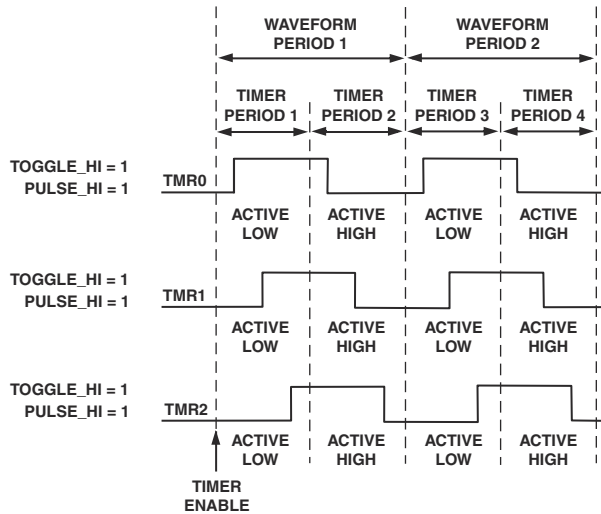 WAVEFORM
PERIOD 1
WAVEFORM
PERIOD 2
TIMER
PERIOD 1
TIMER
PERIOD 2
TIMER
PERIOD 3
TIMER
PERIOD 4
TOGGLE_HI = 1
PULSE_HI = 1
TMR0
ACTIVE
LOW
ACTIVE
HIGH
ACTIVE
LOW
ACTIVE
HIGH
TOGGLE_HI = 1
PULSE_HI = 1
TMR1
ACTIVE
LOW
ACTIVE
HIGH
ACTIVE
LOW
ACTIVE
HIGH
TOGGLE_HI = 1
PULSE_HI = 1
TMR2
ACTIVE
LOW
ACTIVE
HIGH
ACTIVE
LOW
ACTIVE
HIGH
TIMER
ENABLE